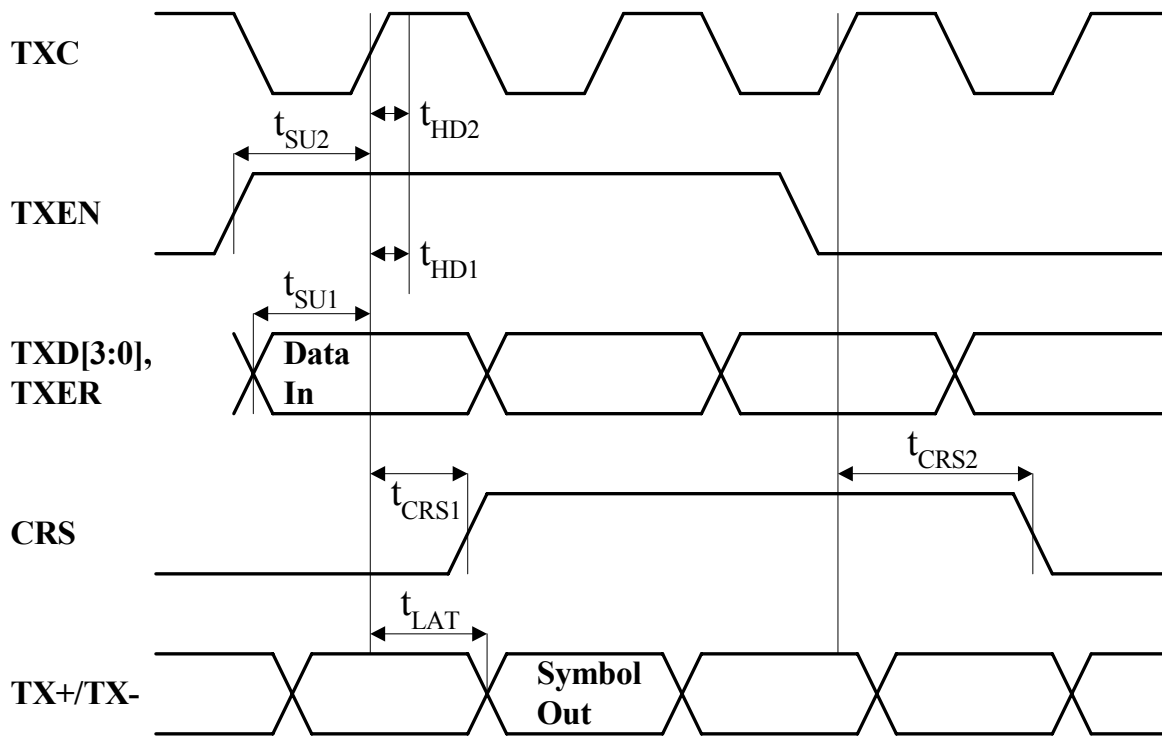 TXC
tHD2
tSU2
TXEN
tHD1
tSU1
TXD[3:0],
TXER
Data
In
tCRS2
tCRS1
CRS
tLAT
TX+/TX-
Symbol
Out